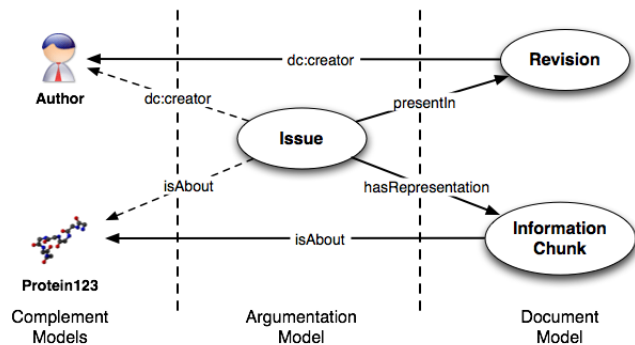 dc:creator
Revision
Author
dc:creator
presentIn
Issue
isAbout
hasRepresentation
isAbout
Information
Chunk
Protein123
Complement
Models
Argumentation
Model
Document
Model